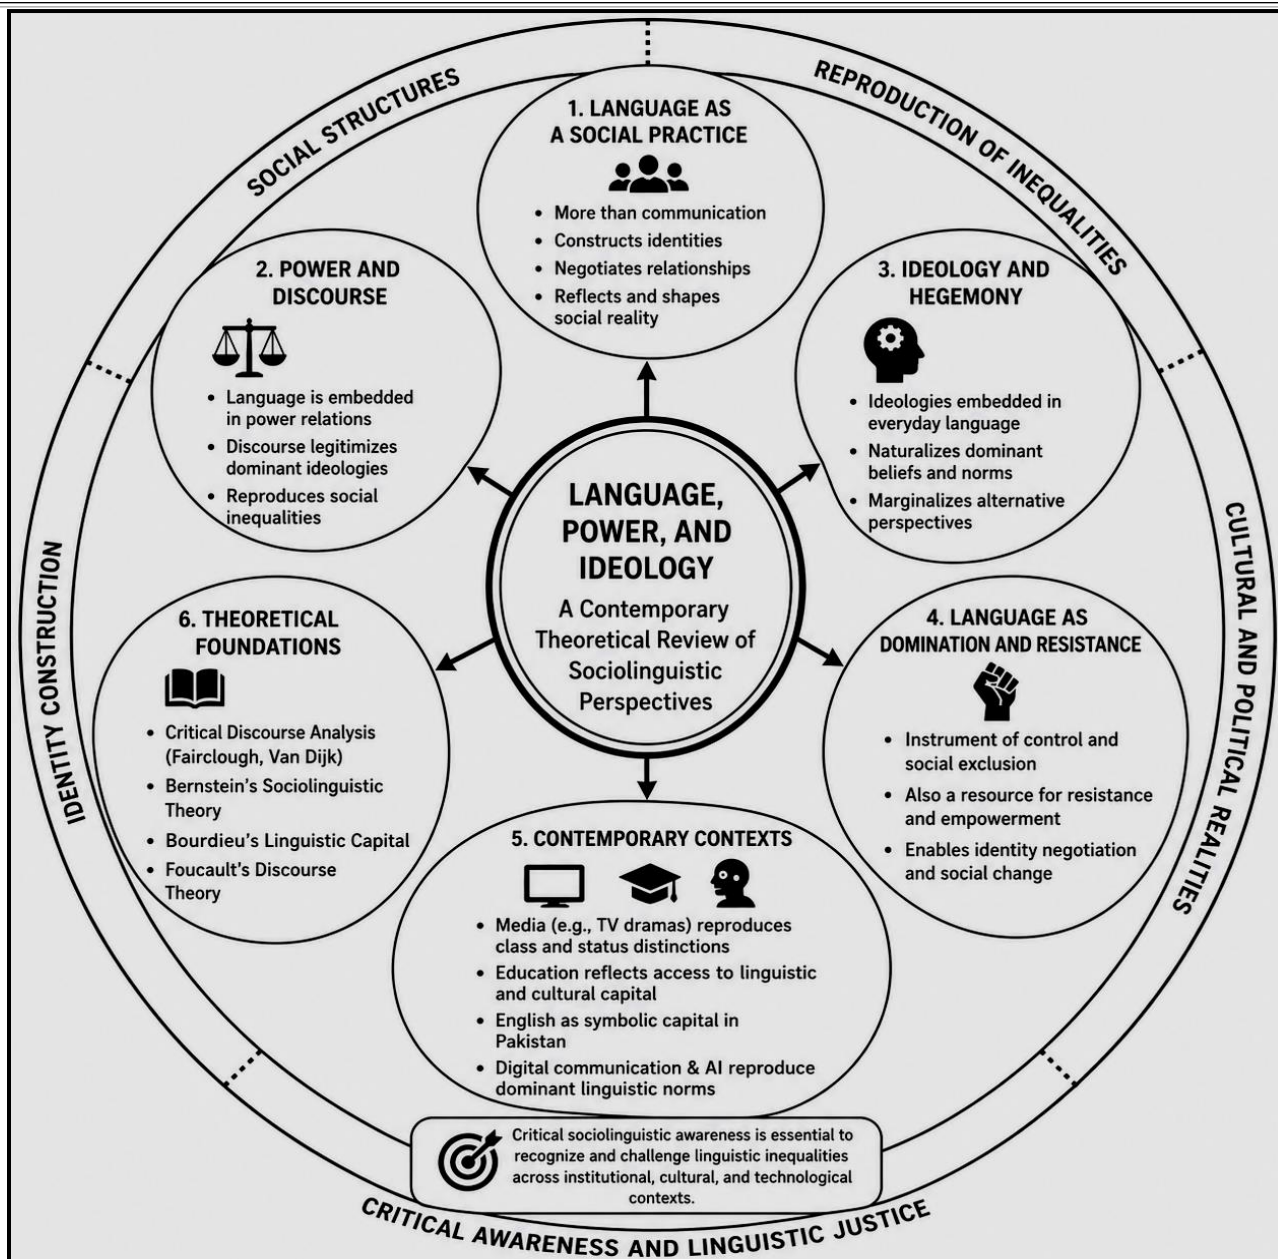 SOCIAL STRUCTURES
REPRODUCTION OF INEQUALITIES
1. LANGUAGE AS
A SOCIAL PRACTICE
• More than communication
• Constructs identities
• Negotiates relationships
• Reflects and shapes
social reality
2. POWER AND
DISCOURSE
• Language is embedded
in power relations
• Discourse legitimizes
dominant ideologies
• Reproduces social
inequalities
3. IDEOLOGY AND
HEGEMONY
• Ideologies embedded in
everyday language
• Naturalizes dominant
beliefs and norms
• Marginalizes alternative
perspectives
LANGUAGE,
POWER, AND
IDEOLOGY
A Contemporary
Theoretical Review of
Sociolinguistic
Perspectives
4. LANGUAGE AS
DOMINATION AND RESISTANCE
• Instrument of control and
social exclusion
• Also a resource for resistance
and empowerment
• Enables identity negotiation
and social change
5. CONTEMPORARY CONTEXTS
• Media (e.g., TV dramas) reproduces
class and status distinctions
• Education reflects access to linguistic
and cultural capital
• English as symbolic capital in
Pakistan
• Digital communication & AI reproduce
dominant linguistic norms
6. THEORETICAL
FOUNDATIONS
• Critical Discourse Analysis
(Fairclough, Van Dijk)
• Bernstein's Sociolinguistic
Theory
• Bourdieu's Linguistic Capital
• Foucault's Discourse
Theory
IDENTITY CONSTRUCTION
CULTURAL AND POLITICAL REALITIES
Critical sociolinguistic awareness is essential to
recognize and challenge linguistic inequalities
across institutional, cultural, and technological
contexts.
CRITICAL AWARENESS AND LINGUISTIC JUSTICE